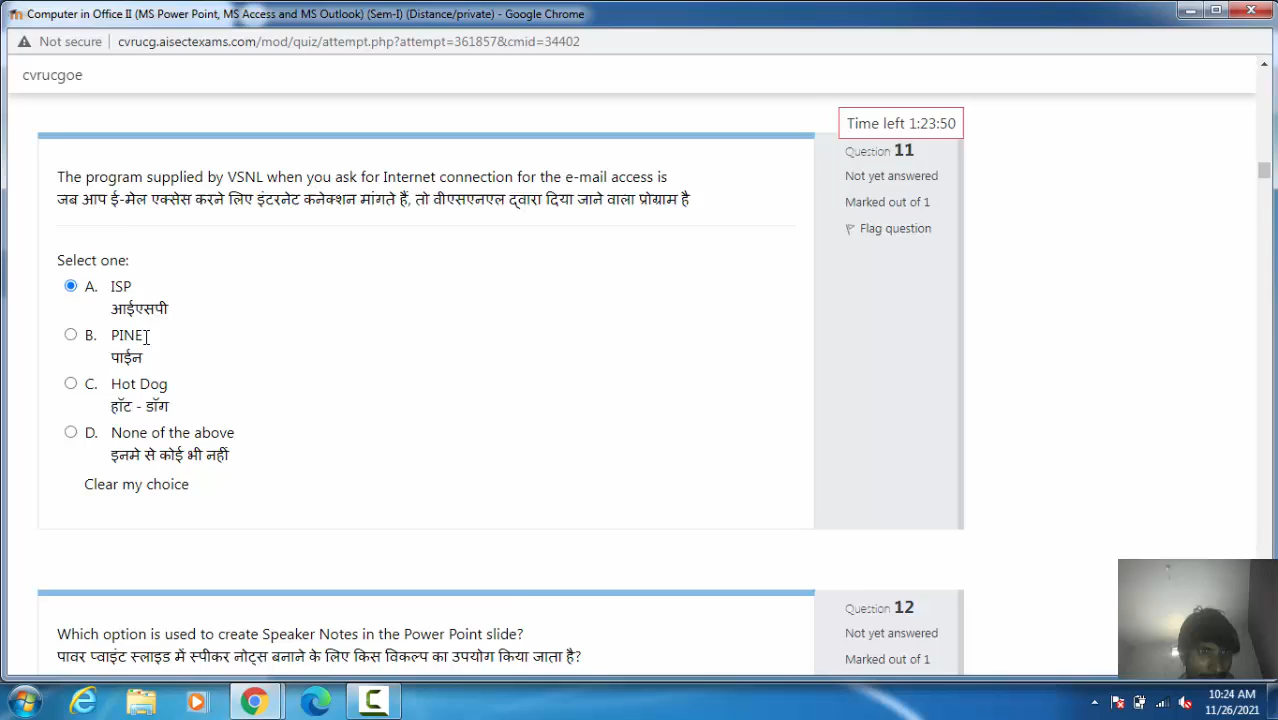 Computer in Office II (MS Power Point, MS Access and MS Outlook) (Sem-I) (Distance/private) - Google Chrome
Not secure | cvrucg.aisectexams.com/mod/quiz/attempt.php?attempt=361857&cmid=34402
cvrucgoe
Time left 1:23:50
The program supplied by VSNL when you ask for Internet connection for the e-mail access is
जब आप ई-मेल एक्सेस करने लिए इंटरनेट कनेक्शन मांगते हैं, तो वीएसएनएल द्वारा दिया जाने वाला प्रोग्राम है
Select one:
A. ISP
आईएसपी
B. PINE
पाईन
C. Hot Dog
हॉट - डॉग
D. None of the above
इनमे से कोई भी नहीं
Clear my choice
Question 11
Not yet answered
Marked out of 1
Flag question
Which option is used to create Speaker Notes in the Power Point slide?
पावर प्वाइंट स्लाइड में स्पीकर नोट्स बनाने के लिए किस विकल्प का उपयोग किया जाता है?
Question 12
Not yet answered
Marked out of 1
10:24 AM
11/26/2021